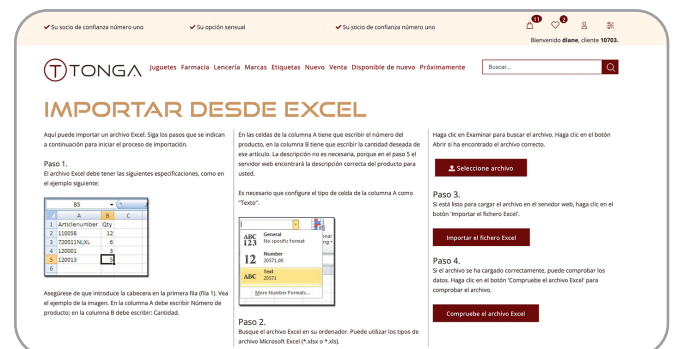 ✔ Su socio de confianza número uno
✔ Su opción sensual
✔ Su socio de confianza número uno
11
2
Bienvenido diane, cliente 10703.
TONGA
Juguetes Farmacia Lencería Marcas Etiquetas Nuevo Venta Disponible de nuevo Próximamente
Buscar...
IMPORTAR DESDE EXCEL
Aquí puede importar un archivo Excel. Siga los pasos que se indican
a continuación para iniciar el proceso de importación.
Paso 1.
El archivo Excel debe tener las siguientes especificaciones, como en
el ejemplo siguiente:
B5
A B C
1 Articlenumber Qty
2 110058 12
3 720011NLXL 6
4 120001 3
5 120013
6
Asegúrese de que introduce la cabecera en la primera fila (fila 1). Vea
el ejemplo de la imagen. En la columna A debe escribir Número de
producto; en la columna B debe escribir: Cantidad.
En las celdas de la columna A tiene que escribir el número del
producto, en la columna B tiene que escribir la cantidad deseada de
ese artículo. La descripción no es necesaria, porque en el paso 5 el
servidor web encontrará la descripción correcta del producto para
usted.
Es necesario que configure el tipo de celda de la columna A como
"Texto".
ABC 123 General
No specific format
12 Number
20571,00
ABC Text
20571
More Number Formats...
Paso 2.
Busque el archivo Excel en su ordenador. Puede utilizar los tipos de
archivo Microsoft Excel (*.xlsx o *.xls),
Haga clic en Examinar para buscar el archivo. Haga clic en el botón
Abrir si ha encontrado el archivo correcto.
Seleccione archivo
Paso 3.
Si está listo para cargar el archivo en el servidor web, haga clic en el
botón 'Importar el fichero Excel'.
Importar el fichero Excel
Paso 4.
Si el archivo se ha cargado correctamente, puede comprobar los
datos. Haga clic en el botón 'Compruebe el archivo Excel' para
comprobar el archivo.
Compruebe el archivo Excel